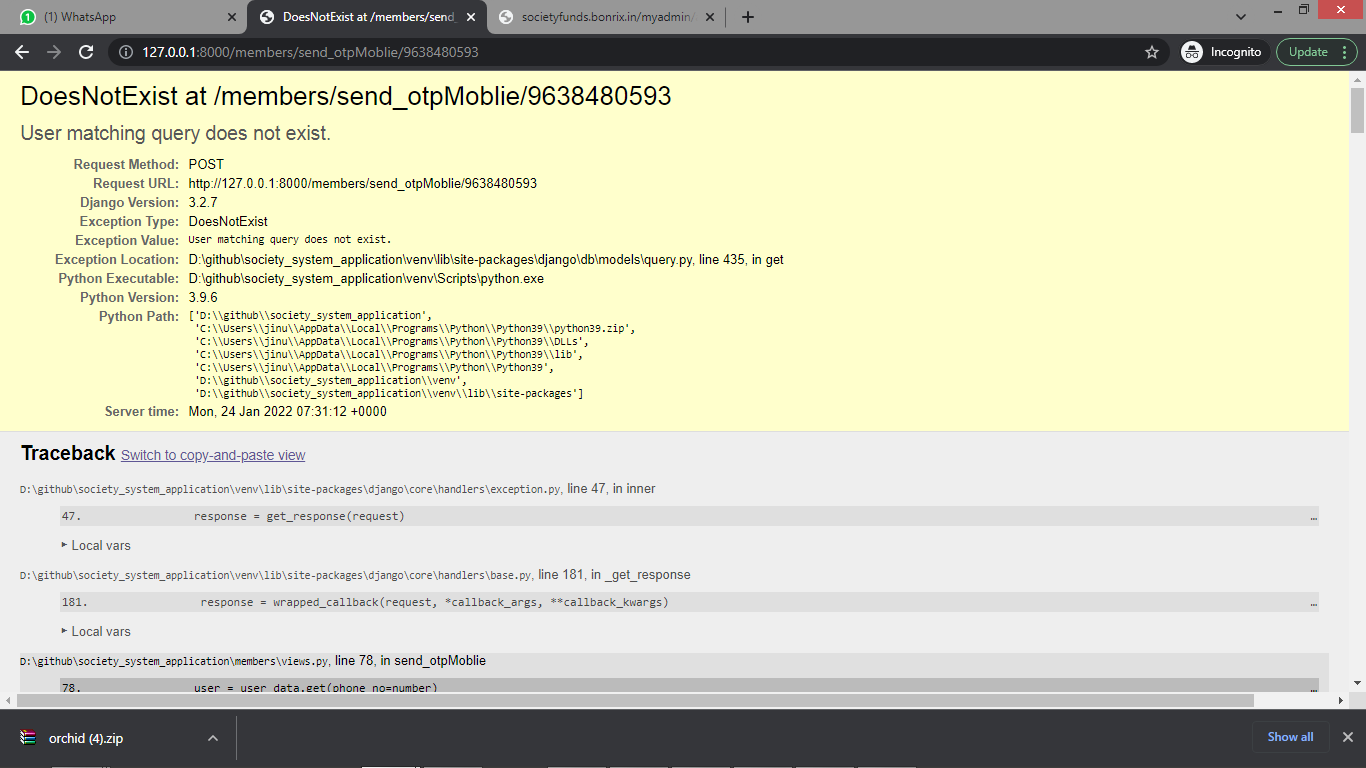 (1) WhatsApp
DoesNotExist at /members/send_
societyfunds.bonrix.in/myadmin/
127.0.0.1:8000/members/send_otpMoblie/9638480593
Incognito
Update
DoesNotExist at /members/send_otpMoblie/9638480593
User matching query does not exist.
Request Method: POST
Request URL: http://127.0.0.1:8000/members/send_otpMoblie/9638480593
Django Version: 3.2.7
Exception Type: DoesNotExist
Exception Value: User matching query does not exist.
Exception Location: D:\github\society_system_application\venv\lib\site-packages\django\db\models\query.py, line 435, in get
Python Executable: D:\github\society_system_application\venv\Scripts\python.exe
Python Version: 3.9.6
Python Path: ['D:\\github\\society_system_application',
'C:\\Users\\jinu\\AppData\\Local\\Programs\\Python\\Python39\\python39.zip',
'C:\\Users\\jinu\\AppData\\Local\\Programs\\Python\\Python39\\DLLs',
'C:\\Users\\jinu\\AppData\\Local\\Programs\\Python\\Python39\\lib',
'C:\\Users\\jinu\\AppData\\Local\\Programs\\Python\\Python39',
'D:\\github\\society_system_application\\venv',
'D:\\github\\society_system_application\\venv\\lib\\site-packages']
Server time: Mon, 24 Jan 2022 07:31:12 +0000
Traceback Switch to copy-and-paste view
D:\github\society_system_application\venv\lib\site-packages\django\core\handlers\exception.py, line 47, in inner
47. response = get_response(request) …
Local vars
D:\github\society_system_application\venv\lib\site-packages\django\core\handlers\base.py, line 181, in _get_response
181. response = wrapped_callback(request, *callback_args, **callback_kwargs) …
Local vars
D:\github\society_system_application\members\views.py, line 78, in send_otpMoblie
78. user = user_data.get(phone_no=number) …
orchid (4).zip
Show all